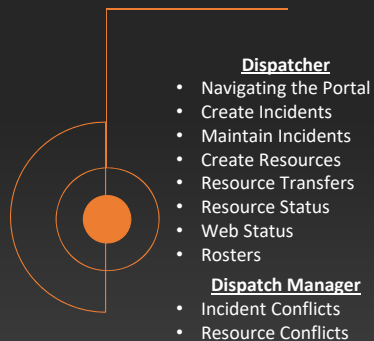 Dispatcher
• Navigating the Portal
• Create Incidents
• Maintain Incidents
• Create Resources
• Resource Transfers
• Resource Status
• Web Status
• Rosters
Dispatch Manager
• Incident Conflicts
• Resource Conflicts